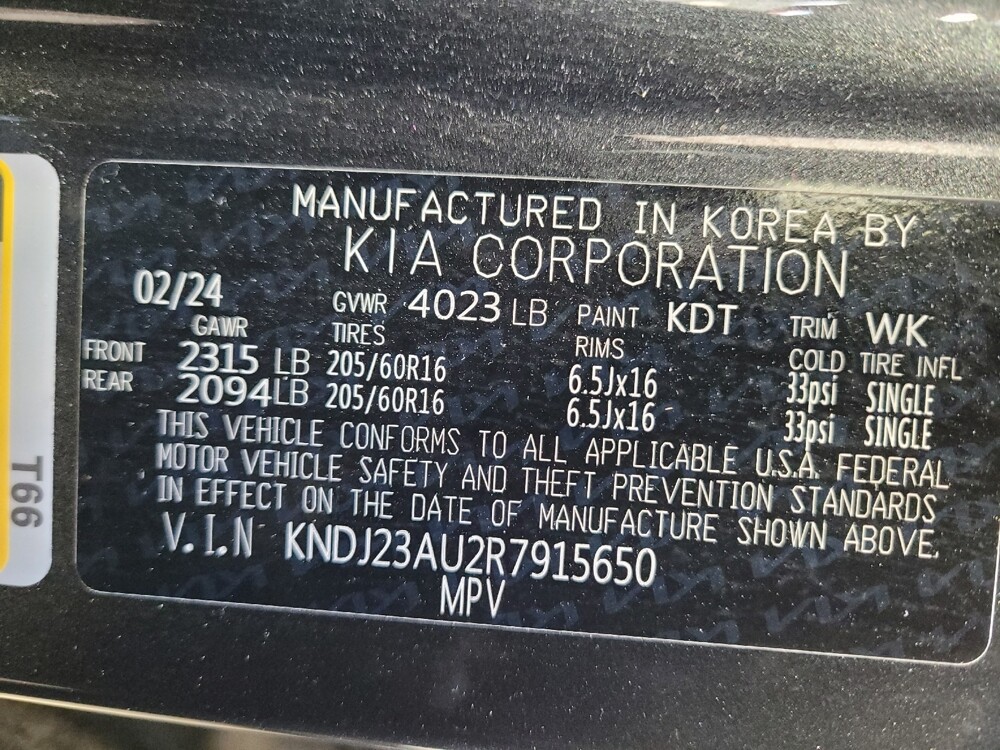 MANUFACTURED IN KOREA BY
KIA CORPORATION
02/24 GVWR 4023 LB PAINT KDT TRIM WK
GAWR TIRES RIMS COLD TIRE INFL
FRONT 2315 LB 205/60R16 6.5Jx16 33psi SINGLE
REAR 2094LB 205/60R16 6.5Jx16 33psi SINGLE
THIS VEHICLE CONFORMS TO ALL APPLICABLE U.S.A. FEDERAL
MOTOR VEHICLE SAFETY AND THEFT PREVENTION STANDARDS
IN EFFECT ON THE DATE OF MANUFACTURE SHOWN ABOVE.
V.I.N KNDJ23AU2R7915650
MPV
T66